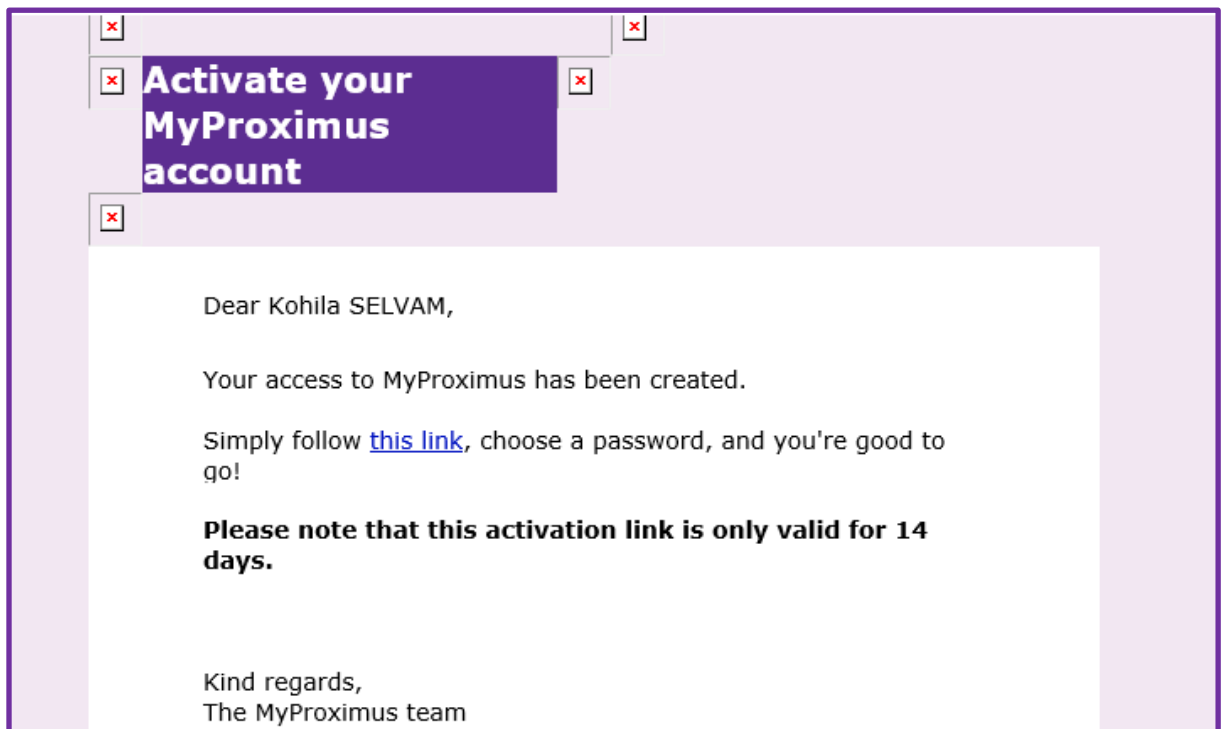 Activate your
MyProximus
account
Dear Kohila SELVAM,
Your access to MyProximus has been created.
Simply follow this link, choose a password, and you're good to
go!
Please note that this activation link is only valid for 14
days.
Kind regards,
The MyProximus team